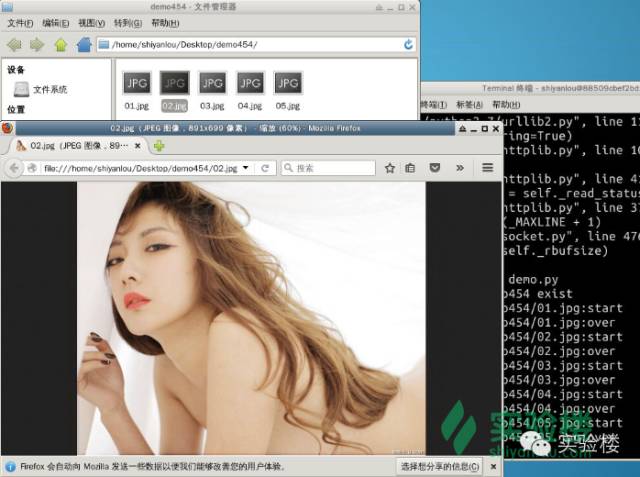 demo454 - 文件管理器
文件(F) 编辑(E) 视图(V) 转到(G) 帮助(H)
/home/shiyanlou/Desktop/demo454/
设备
文件系统
位置
JPG JPG JPG JPG JPG
01.jpg 02.jpg 03.jpg 04.jpg 05.jpg
Terminal 终端 - shiyanlou@88509cbef2bd
终端(T) 标签(A) 帮助(H)
/python2.7/urllib2.py", line 11
ring=True)
httplib.py", line 10
httplib.py", line 41
= self._read_status
httplib.py", line 37
(_MAXLINE + 1)
socket.py", line 476
self._rbufsize)
demo.py
o454 exist
o454/01.jpg:start
o454/01.jpg:over
o454/02.jpg:start
o454/02.jpg:over
o454/03.jpg:start
o454/03.jpg:over
o454/04.jpg:start
o454/04.jpg:over
o454/05.jpg:start
02.jpg (JPEG 图像，891x699 像素) - 缩放 (60%) - Mozilla Firefox
02.jpg (JPEG 图像，89...
file:///home/shiyanlou/Desktop/demo454/02.jpg
搜索
实验楼
shiyanlou.com
实验楼
Firefox 会自动向 Mozilla 发送一些数据以便我们能够改善您的用户体验。
选择想分享的信息(C)